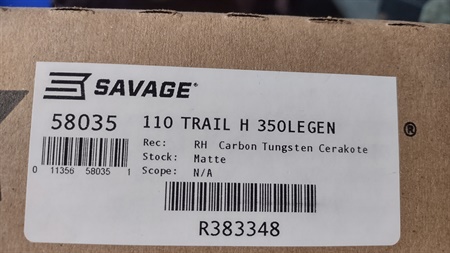 SAVAGE®
58035 110 TRAIL H 350LEGEN
Rec: RH Carbon Tungsten Cerakote
Stock: Matte
Scope: N/A
0 11356 58035 1
R383348
®